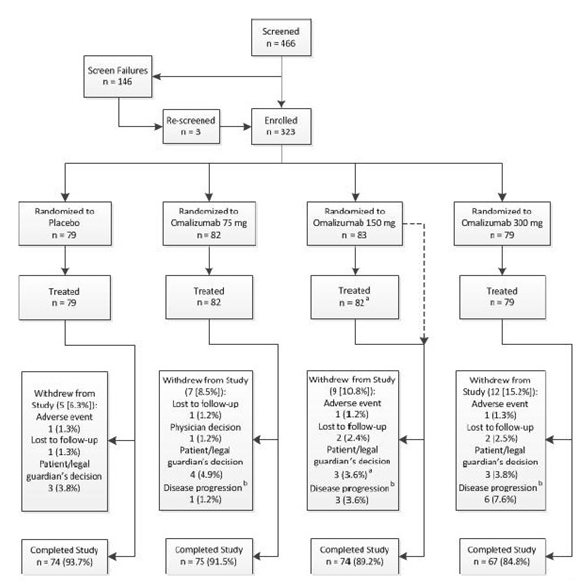 Screened
n = 466
Screen Failures
n = 146
Re-screened
n = 3
Enrolled
n = 323
Randomized to
Placebo
n = 79
Randomized to
Omalizumab 75 mg
n = 82
Randomized to
Omalizumab 150 mg
n = 83
Randomized to
Omalizumab 300 mg
n = 79
Treated
n = 79
Treated
n = 82
Treated
n = 82a
Treated
n = 79
Withdrew from
Study (5 [6.3%]):
Adverse event
1 (1.3%)
Lost to follow-up
1 (1.3%)
Patient/legal
guardian's decision
3 (3.8%)
Withdrew from Study
(7 [8.5%]):
Lost to follow-up
1 (1.2%)
Physician decision
1 (1.2%)
Patient/legal
guardian's decision
4 (4.9%)
Disease progression b
1 (1.2%)
Withdrew from Study
(9 [10.8%]):
Adverse event
1 (1.2%)
Lost to follow-up
2 (2.4%)
Patient/legal
guardian's decision
3 (3.6%) a
Disease progression b
3 (3.6%)
Withdrew from
Study (12 [15.2%]):
Adverse event
1 (1.3%)
Lost to follow-up
2 (2.5%)
Patient/legal
guardian's decision
3 (3.8%)
Disease progression b
6 (7.6%)
Completed Study
n = 74 (93.7%)
Completed Study
n = 75 (91.5%)
Completed Study
n = 74 (89.2%)
Completed Study
n = 67 (84.8%)